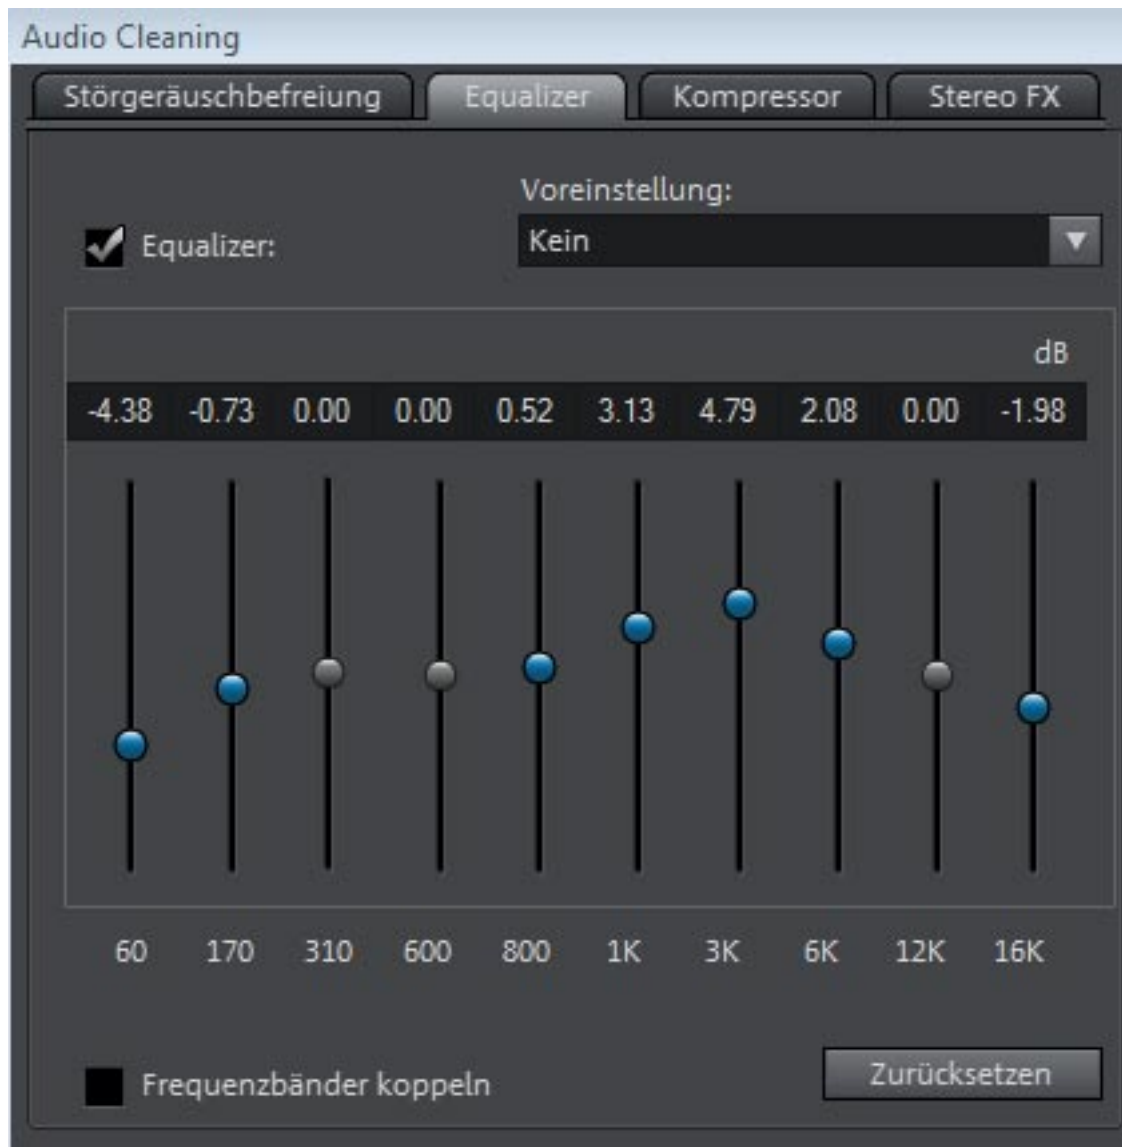 Audio Cleaning
Störgeräuschbefreiung Equalizer Kompressor Stereo FX
Voreinstellung:
Equalizer: Kein
dB
-4.38 -0.73 0.00 0.00 0.52 3.13 4.79 2.08 0.00 -1.98
60 170 310 600 800 1K 3K 6K 12K 16K
Frequenzbänder koppeln Zurücksetzen